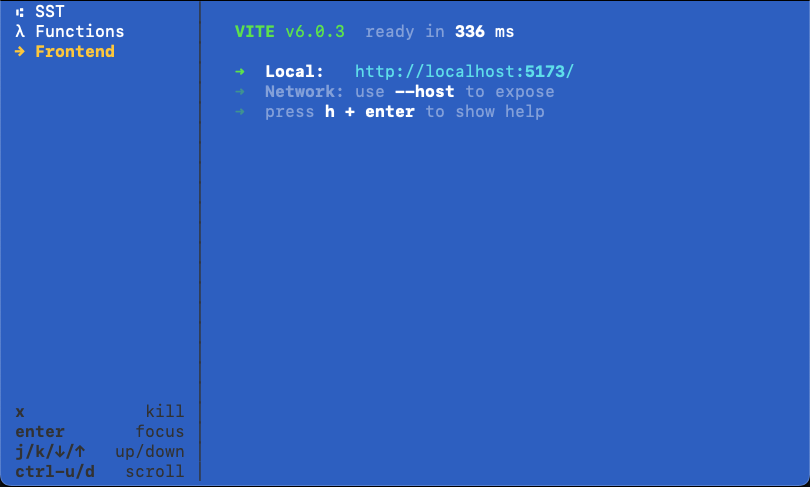 ⑆ SST
λ Functions
➜ Frontend
VITE v6.0.3 ready in 336 ms
➜ Local: http://localhost:5173/
➜ Network: use --host to expose
➜ press h + enter to show help
x kill
enter focus
j/k/↓/↑ up/down
ctrl-u/d scroll